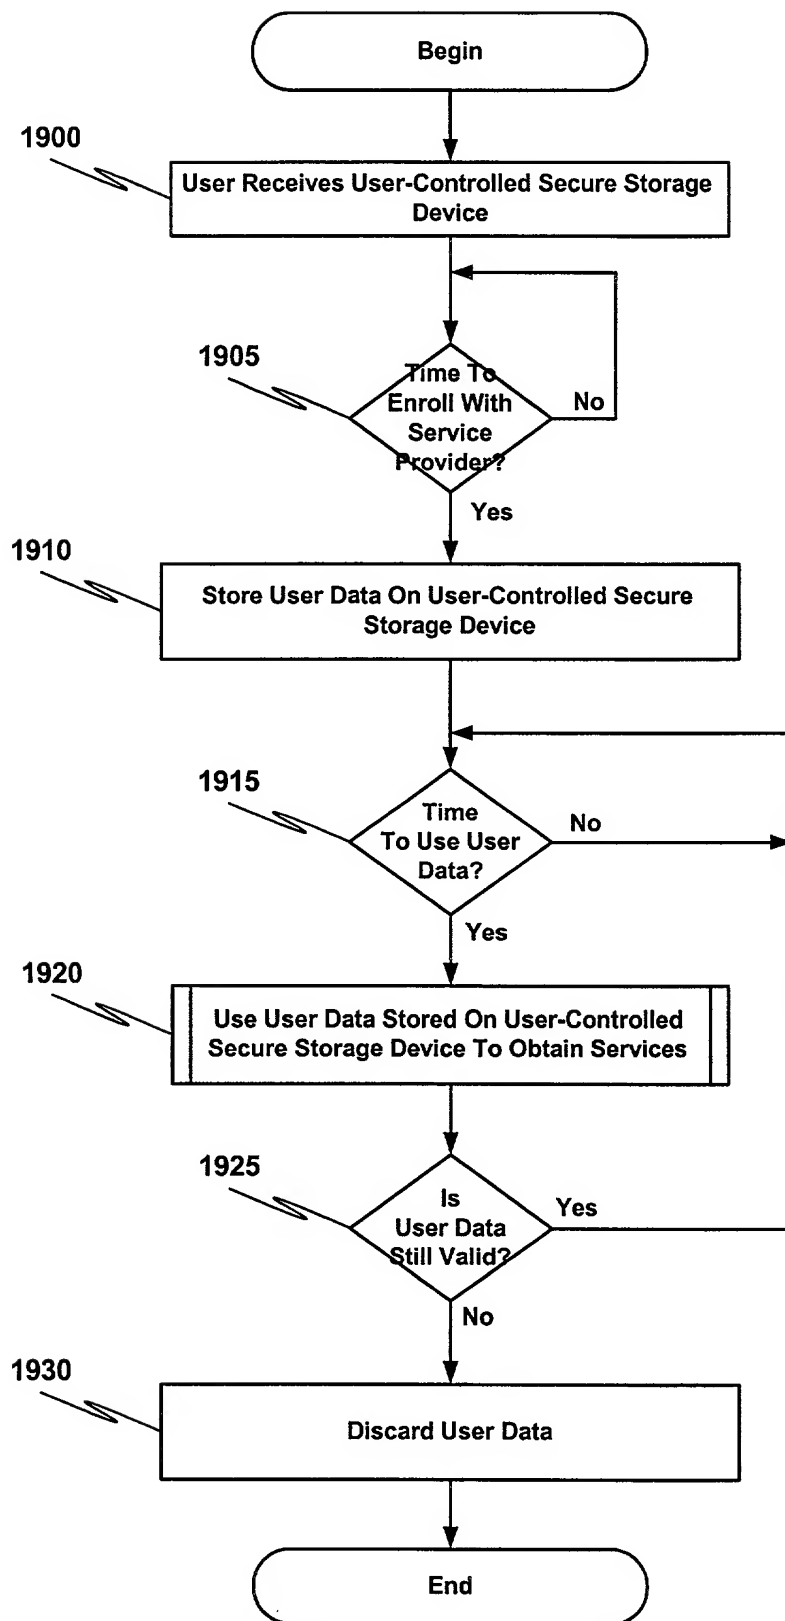 Begin
1900
User Receives User-Controlled Secure Storage
Device
1905
Time To
Enroll With
Service
Provider?
No
Yes
1910
Store User Data On User-Controlled Secure
Storage Device
1915
Time
To Use User
Data?
No
Yes
1920
Use User Data Stored On User-Controlled
Secure Storage Device To Obtain Services
1925
Is
User Data
Still Valid?
Yes
No
1930
Discard User Data
End